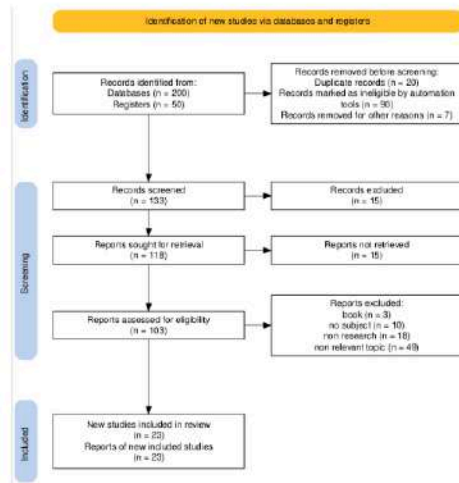 Identification of new studies via databases and registers
Identification
Records identified from:
Databases (n = 200)
Registers (n = 50)
Records removed before screening:
Duplicate records (n = 20)
Records marked as ineligible by automation
tools (n = 90)
Records removed for other reasons (n = 7)
Screening
Records screened
(n = 133)
Records excluded
(n = 15)
Reports sought for retrieval
(n = 118)
Reports not retrieved
(n = 15)
Reports assessed for eligibility
(n = 103)
Reports excluded:
book (n = 3)
no subject (n = 10)
non research (n = 18)
non relevant topic (n = 49)
Included
New studies included in review
(n = 23)
Reports of new included studies
(n = 23)